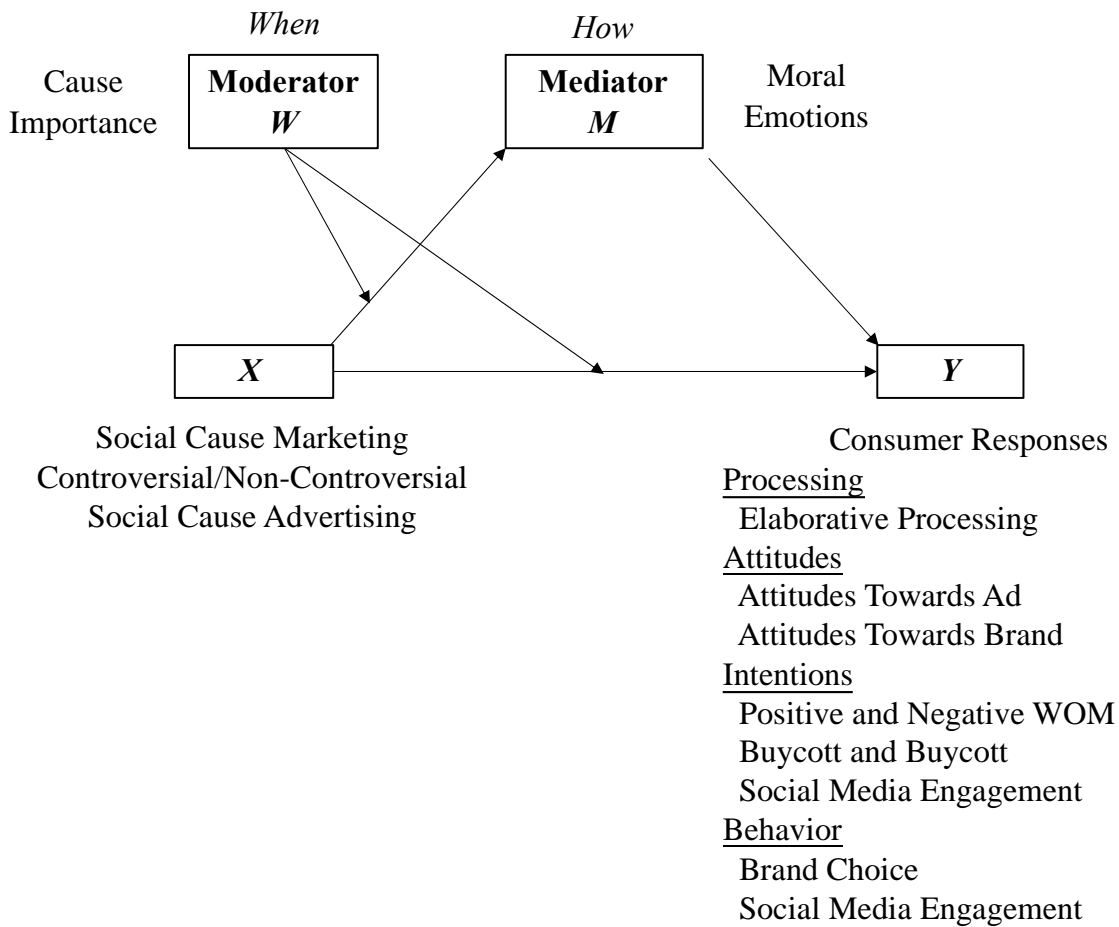 When
How
Cause
Importance
Moderator
W
Mediator
M
Moral
Emotions
X
Y
Social Cause Marketing
Controversial/Non-Controversial
Social Cause Advertising
Consumer Responses
Processing
Elaborative Processing
Attitudes
Attitudes Towards Ad
Attitudes Towards Brand
Intentions
Positive and Negative WOM
Buycott and Buycott
Social Media Engagement
Behavior
Brand Choice
Social Media Engagement